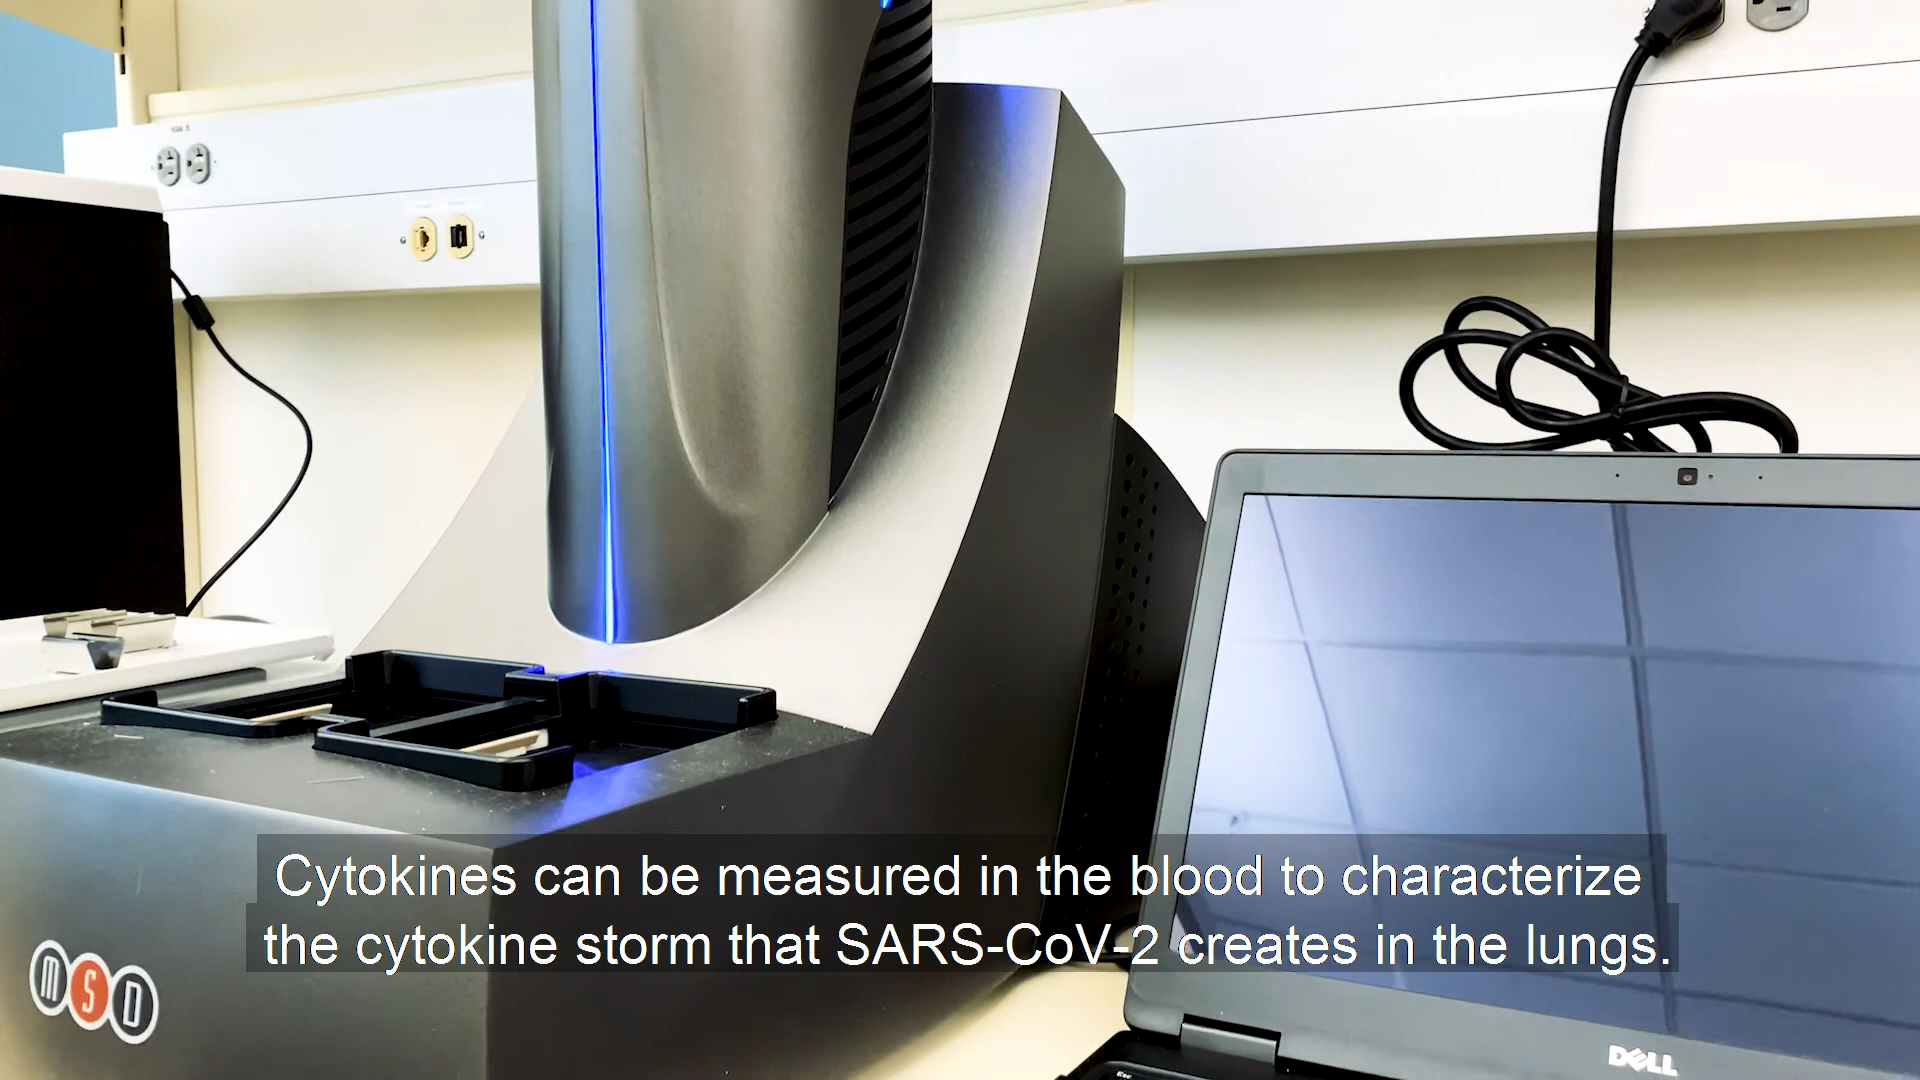 Cytokines can be measured in the blood to characterize
the cytokine storm that SARS-CoV-2 creates in the lungs.
MSD
DELL
Esc